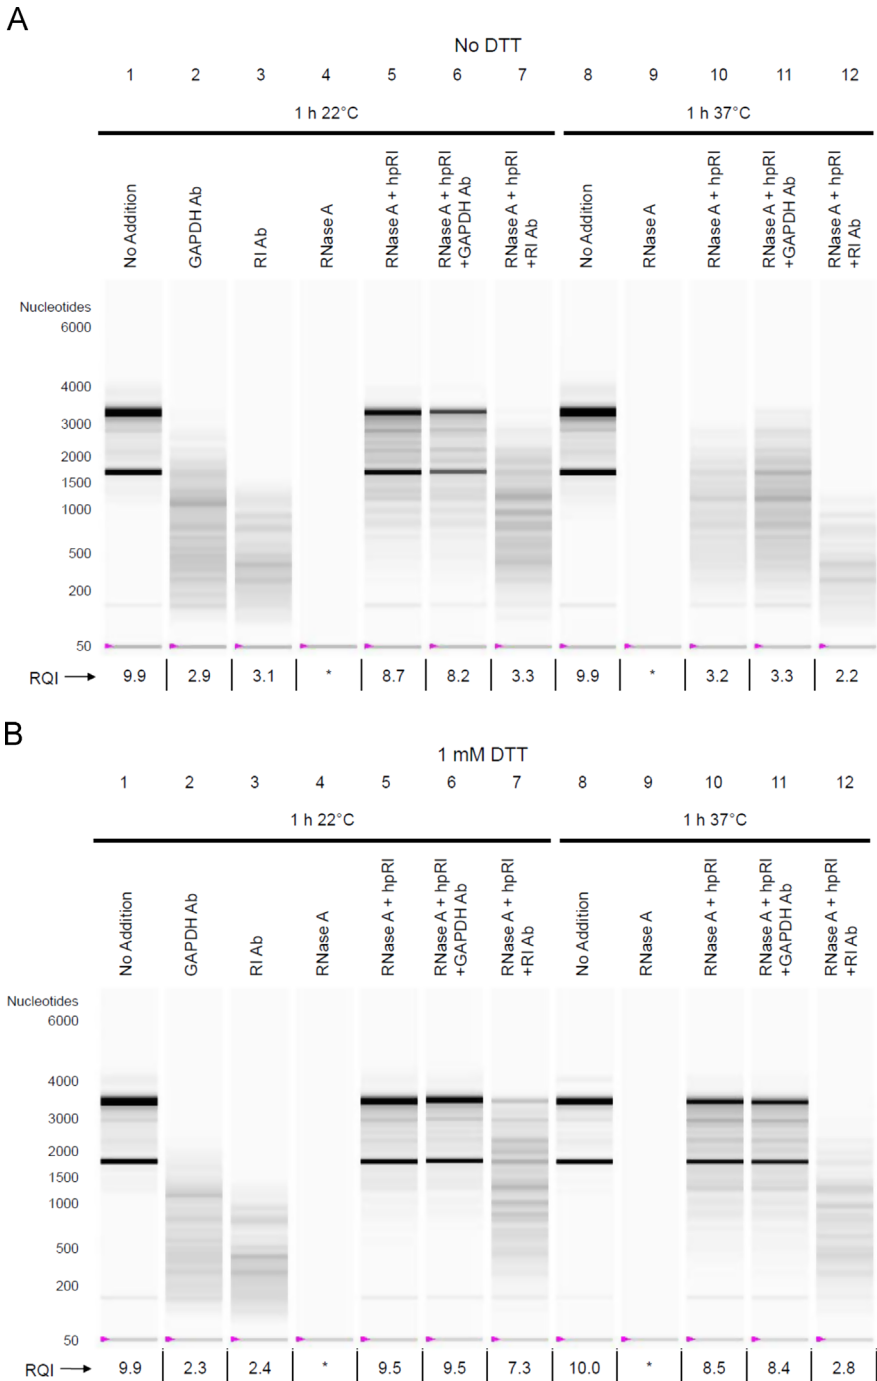 A
No DTT
1 2 3 4 5 6 7 8 9 10 11 12
1 h 22°C 1 h 37°C
No Addition
GAPDH Ab
RI Ab
RNase A
RNase A + hpRI
RNase A + hpRI
+GAPDH Ab
RNase A + hpRI
+RI Ab
No Addition
RNase A
RNase A + hpRI
RNase A + hpRI
+GAPDH Ab
RNase A + hpRI
+RI Ab
Nucleotides
6000
4000
3000
2000
1500
1000
500
200
50
RQI 9.9 2.9 3.1 * 8.7 8.2 3.3 9.9 * 3.2 3.3 2.2
B
1 mM DTT
1 2 3 4 5 6 7 8 9 10 11 12
1 h 22°C 1 h 37°C
No Addition
GAPDH Ab
RI Ab
RNase A
RNase A + hpRI
RNase A + hpRI
+GAPDH Ab
RNase A + hpRI
+RI Ab
No Addition
RNase A
RNase A + hpRI
RNase A + hpRI
+GAPDH Ab
RNase A + hpRI
+RI Ab
Nucleotides
6000
4000
3000
2000
1500
1000
500
200
50
RQI 9.9 2.3 2.4 * 9.5 9.5 7.3 10.0 * 8.5 8.4 2.8